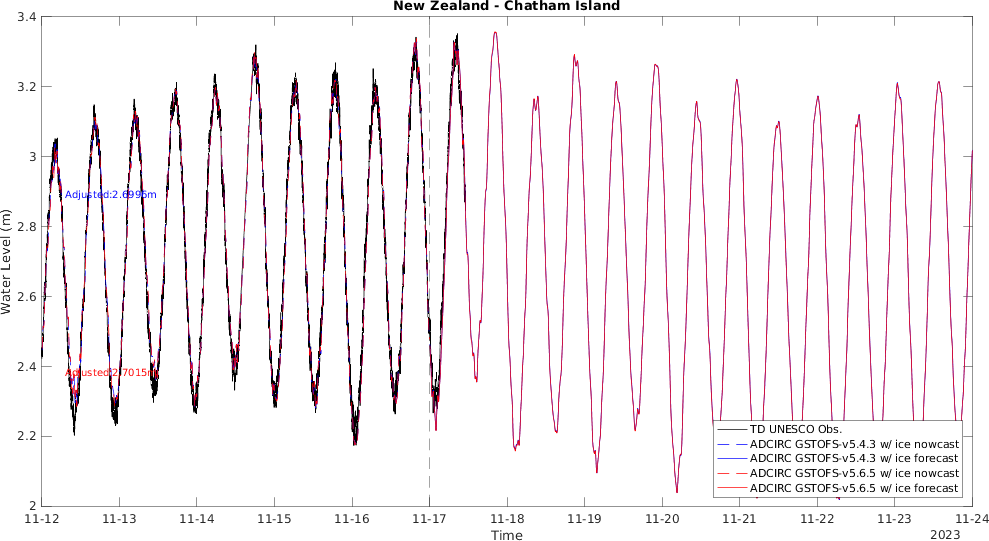 New Zealand - Chatham Island
3.4
3.2
3
2.8
2.6
2.4
2.2
2
Water Level (m)
Adjusted:2.6996m
Adjusted:2.7015m
TD UNESCO Obs.
ADCIRC GSTOFS-v5.4.3 w/ ice nowcast
ADCIRC GSTOFS-v5.4.3 w/ ice forecast
ADCIRC GSTOFS-v5.6.5 w/ ice nowcast
ADCIRC GSTOFS-v5.6.5 w/ ice forecast
11-12 11-13 11-14 11-15 11-16 11-17 11-18 11-19 11-20 11-21 11-22 11-23 11-24
Time
2023